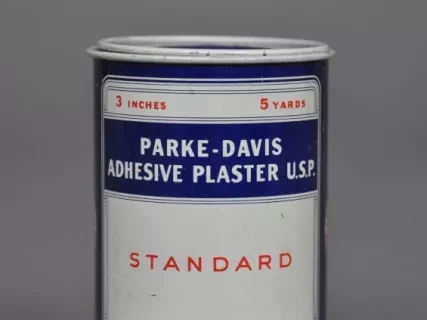 3 INCHES 5 YARDS
PARKE-DAVIS
ADHESIVE PLASTER U.S.P.
STANDARD